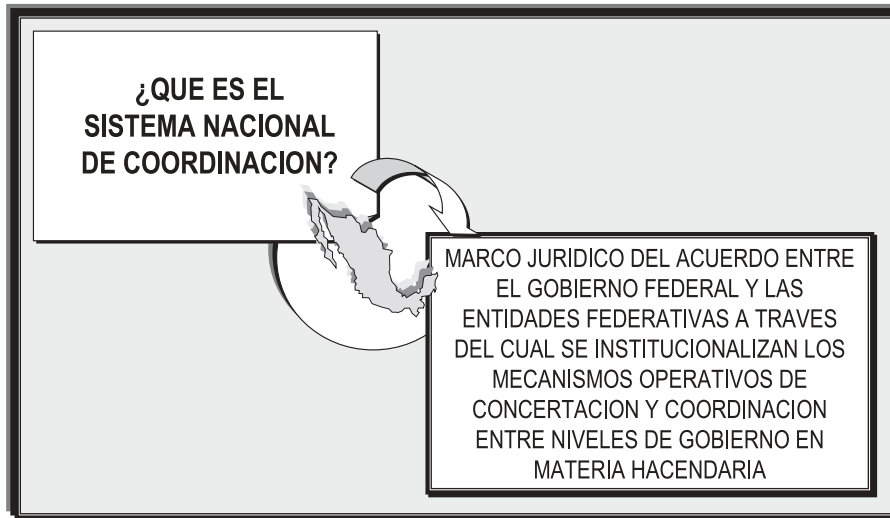 ¿QUE ES EL
SISTEMA NACIONAL
DE COORDINACION?
MARCO JURIDICO DEL ACUERDO ENTRE
EL GOBIERNO FEDERAL Y LAS
ENTIDADES FEDERATIVAS A TRAVES
DEL CUAL SE INSTITUCIONALIZAN LOS
MECANISMOS OPERATIVOS DE
CONCERTACION Y COORDINACION
ENTRE NIVELES DE GOBIERNO EN
MATERIA HACENDARIA